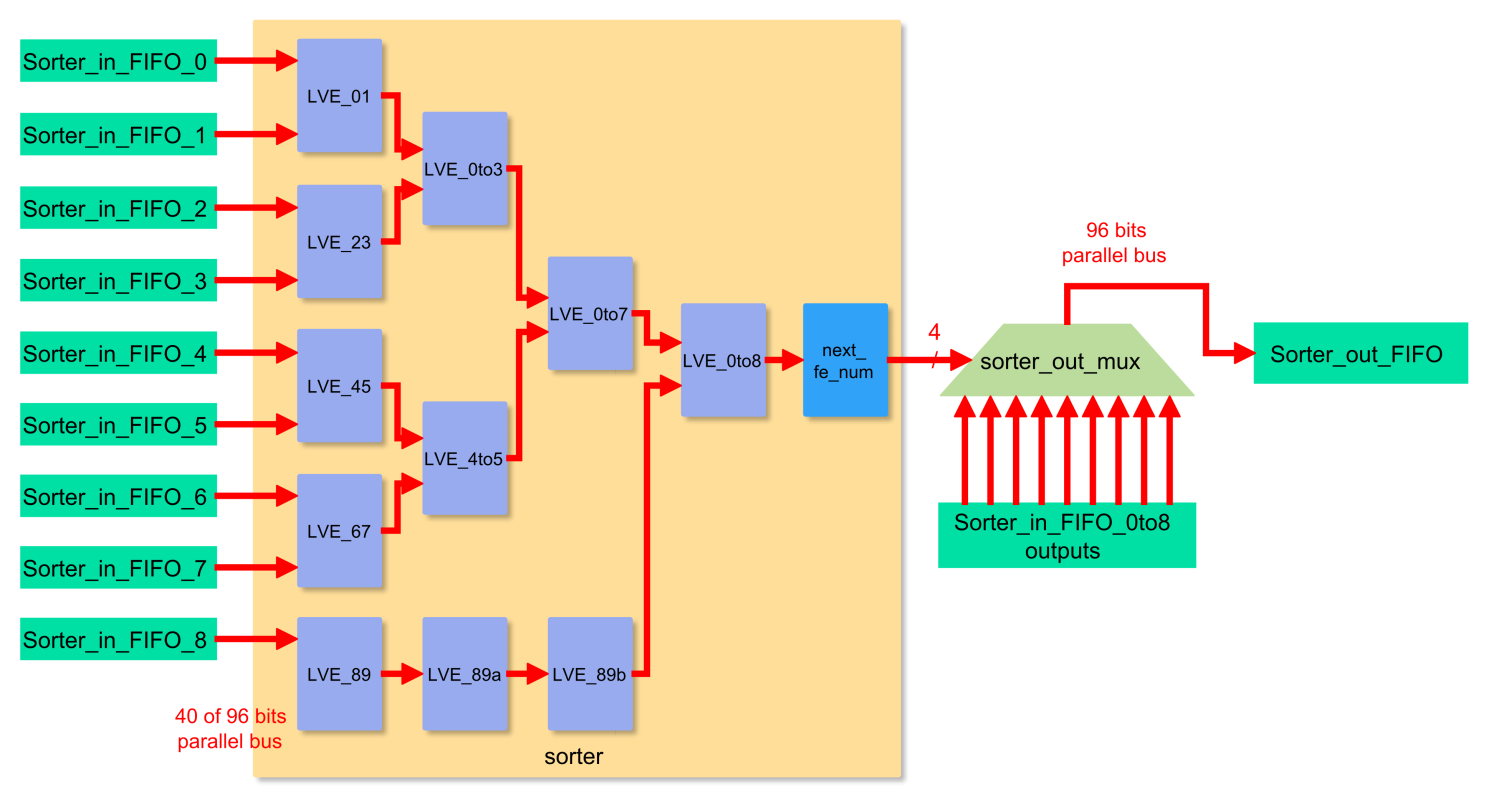 Sorter_in_FIFO_0
Sorter_in_FIFO_1
Sorter_in_FIFO_2
Sorter_in_FIFO_3
Sorter_in_FIFO_4
Sorter_in_FIFO_5
Sorter_in_FIFO_6
Sorter_in_FIFO_7
Sorter_in_FIFO_8
40 of 96 bits
parallel bus
LVE_01
LVE_23
LVE_45
LVE_67
LVE_89
LVE_0to3
LVE_4to5
LVE_89a
LVE_0to7
LVE_89b
LVE_0to8
next_
fe_num
sorter
4
/
sorter_out_mux
96 bits
parallel bus
Sorter_in_FIFO_0to8
outputs
Sorter_out_FIFO